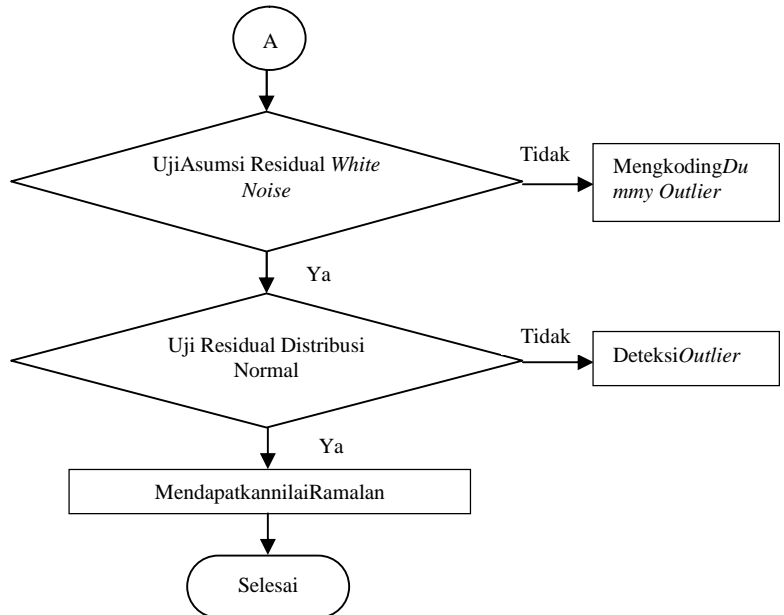 A
UjiAsumsi Residual White
Noise
Tidak
MengkodingDu
mmy Outlier
Ya
Uji Residual Distribusi
Normal
Tidak
DeteksiOutlier
Ya
MendapatkannilaiRamalan
Selesai